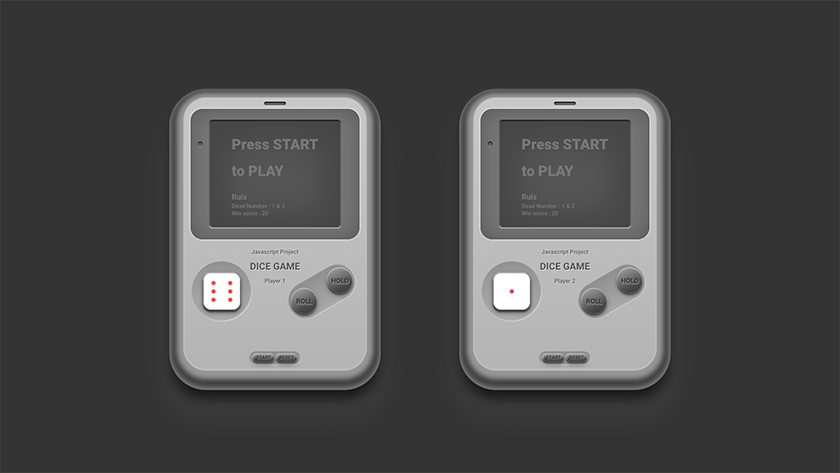 Press START
to PLAY
Ruls
Dead Number : 1 & 3
Win socre : 20
Javascript Project
DICE GAME
Player 1
HOLD
ROLL
START RESET
Press START
to PLAY
Ruls
Dead Number : 1 & 3
Win socre : 20
Javascript Project
DICE GAME
Player 2
HOLD
ROLL
START RESET